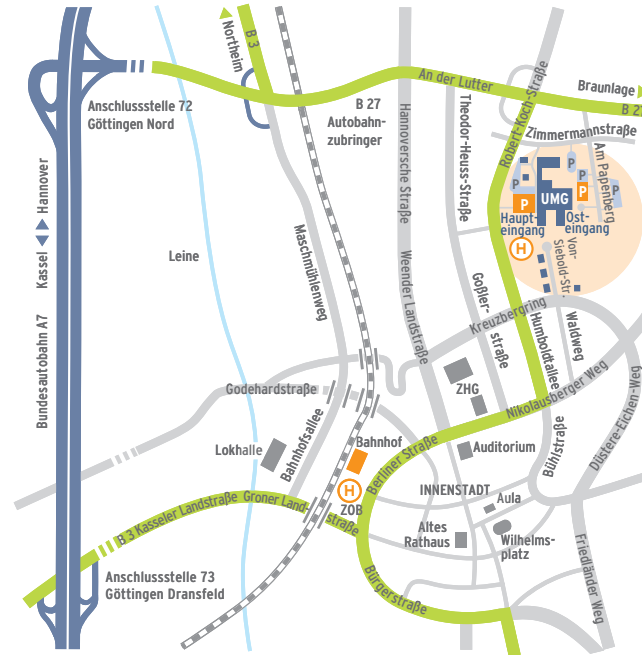 B 3
Northeim
Anschlussstelle 72
Göttingen Nord
B 27
Autobahn-
zubringer
An der Lutter
Braunlage
B 27
Robert-Koch-Straße
Zimmermannstraße
Am Papenberg
Hannoversche Straße
Theodor-Heuss-Straße
P
P
P
P
P
P
UMG
Haupt-
eingang
Ost-
eingang
H
Von-
Siebold-Str.
Kassel
Hannover
Leine
Maschmühlenweg
Weender Landstraße
Goßler-
straße
Kreuzbergring
Humboldtallee
Waldweg
Bundesautobahn A7
Godehardstraße
ZHG
Nikolausberger Weg
Düstere-Eichen-Weg
Lokhalle
Bahnhofsallee
Bahnhof
Berliner Straße
Auditorium
Bühlstraße
H
ZOB
INNENSTADT
Aula
B 3 Kasseler Landstraße
Groner Land-
straße
Altes
Rathaus
Wilhelms-
platz
Anschlussstelle 73
Göttingen Dransfeld
Bürgerstraße
Friedländer Weg